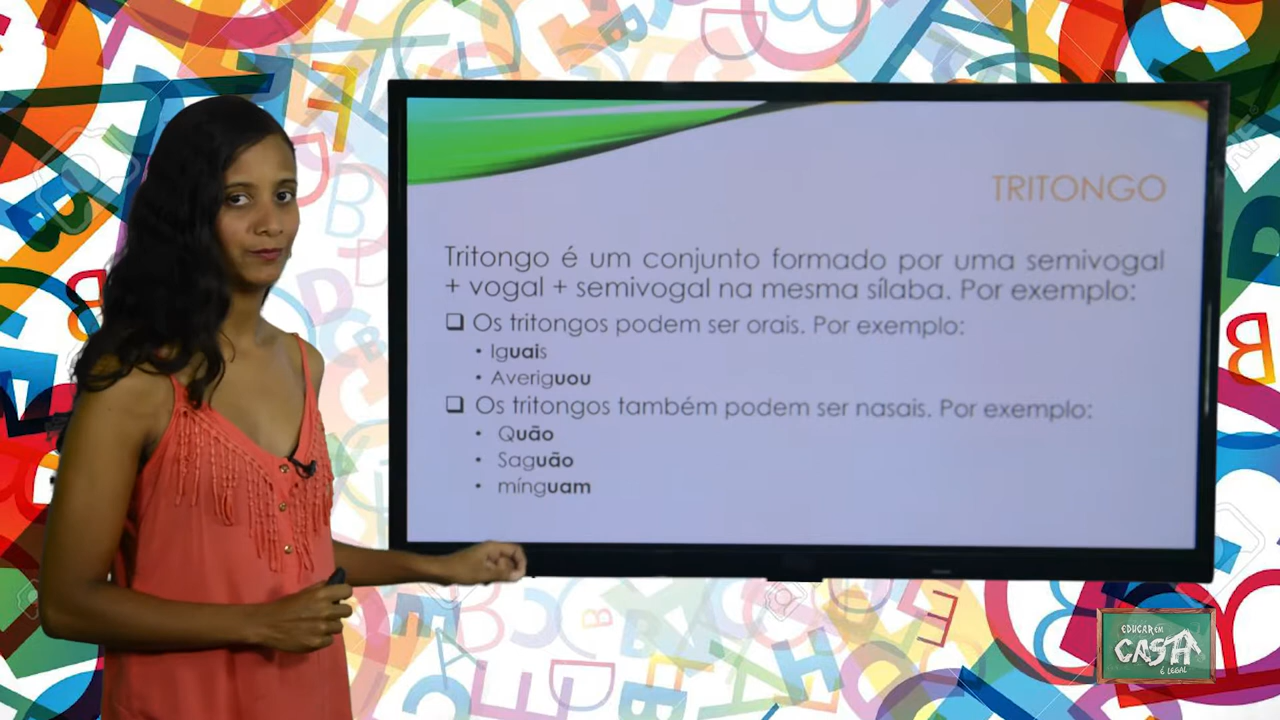 TRITONGO
Tritongo é um conjunto formado por uma semivogal
+ vogal + semivogal na mesma sílaba. Por exemplo:
❑ Os tritongos podem ser orais. Por exemplo:
• Iguais
• Averiguou
❑ Os tritongos também podem ser nasais. Por exemplo:
• Quão
• Saguão
• mínguam
EDUCAR EM
CASA
É LEGAL